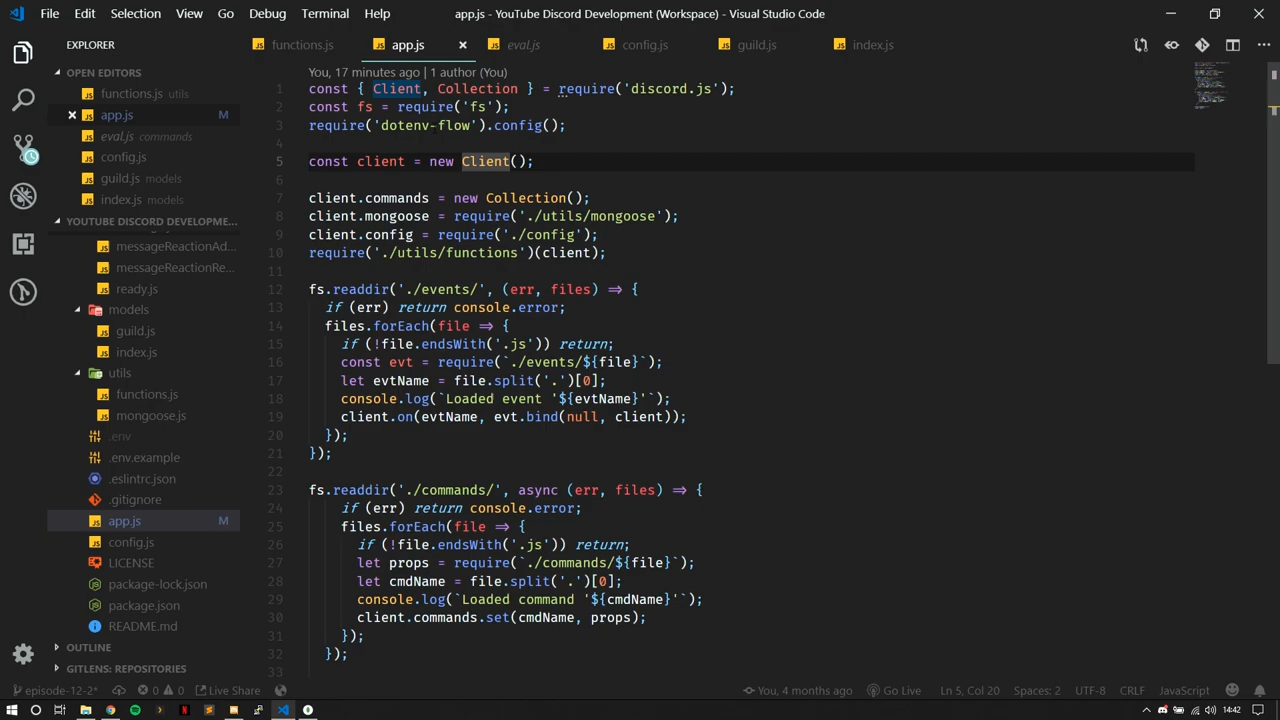 File Edit Selection View Go Debug Terminal Help app.js - YouTube Discord Development (Workspace) - Visual Studio Code
EXPLORER
functions.js app.js eval.js config.js guild.js index.js
OPEN EDITORS
functions.js utils
app.js M
eval.js commands
config.js
guild.js models
index.js models
YOUTUBE DISCORD DEVELOPME...
messageReactionAd...
messageReactionRe...
ready.js
models
guild.js
index.js
utils
functions.js
mongoose.js
.env
.env.example
.eslintrc.json
.gitignore
app.js M
config.js
LICENSE
package-lock.json
package.json
README.md
OUTLINE
GITLENS: REPOSITORIES
You, 17 minutes ago | 1 author (You)
1 const { Client, Collection } = require('discord.js');
2 const fs = require('fs');
3 require('dotenv-flow').config();
4
5 const client = new Client();
6
7 client.commands = new Collection();
8 client.mongoose = require('./utils/mongoose');
9 client.config = require('./config');
10 require('./utils/functions')(client);
11
12 fs.readdir('./events/', (err, files) => {
13 if (err) return console.error;
14 files.forEach(file => {
15 if (!file.endsWith('.js')) return;
16 const evt = require(`./events/${file}`);
17 let evtName = file.split('.')[0];
18 console.log(`Loaded event '${evtName}'`);
19 client.on(evtName, evt.bind(null, client));
20 });
21 });
22
23 fs.readdir('./commands/', async (err, files) => {
24 if (err) return console.error;
25 files.forEach(file => {
26 if (!file.endsWith('.js')) return;
27 let props = require(`./commands/${file}`);
28 let cmdName = file.split('.')[0];
29 console.log(`Loaded command '${cmdName}'`);
30 client.commands.set(cmdName, props);
31 });
32 });
33
episode-12-2* 0 0 Live Share You, 4 months ago Go Live Ln 5, Col 20 Spaces: 2 UTF-8 CRLF JavaScript
14:42